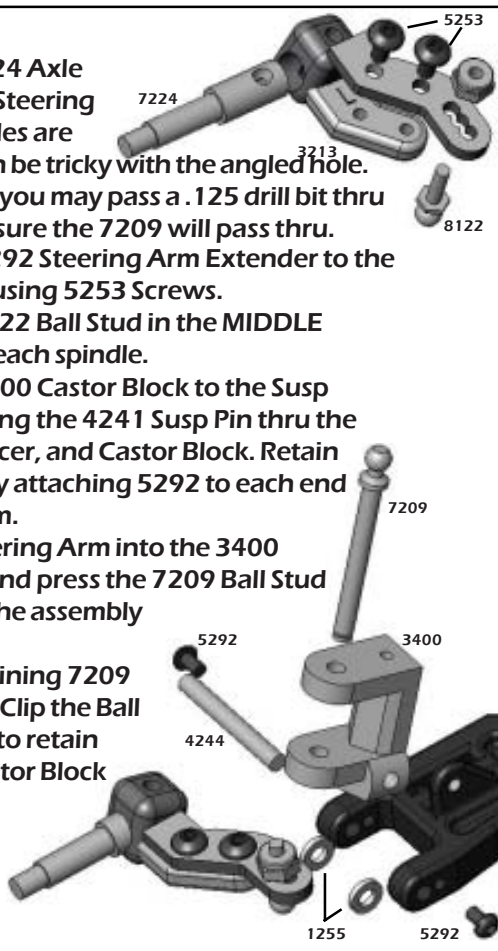 5253
24 Axle
Steering
7224
les are
n be tricky with the angled hole.
3213
you may pass a .125 drill bit thru
sure the 7209 will pass thru.
8122
292 Steering Arm Extender to the
using 5253 Screws.
22 Ball Stud in the MIDDLE
each spindle.
00 Castor Block to the Susp
ng the 4241 Susp Pin thru the
cer, and Castor Block. Retain
y attaching 5292 to each end
m.
7209
ering Arm into the 3400
nd press the 7209 Ball Stud
he assembly
5292
3400
ining 7209
Clip the Ball
4244
to retain
tor Block
1255
5292